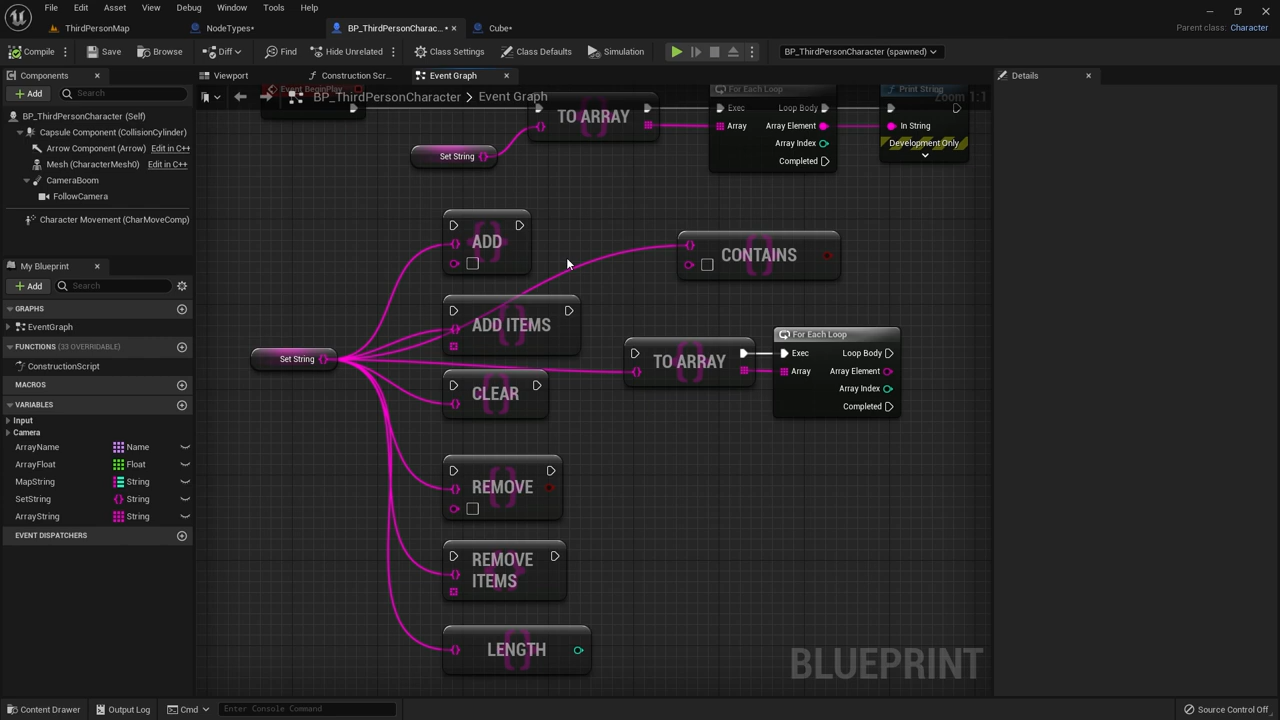 File Edit Asset View Debug Window Tools Help
ThirdPersonMap NodeTypes* BP_ThirdPersonCharac...* Cube*
Parent class: Character
Compile Save Browse Diff Find Hide Unrelated Class Settings Class Defaults Simulation BP_ThirdPersonCharacter (spawned)
Components
Add Search
BP_ThirdPersonCharacter (Self)
Capsule Component (CollisionCylinder)
Arrow Component (Arrow) Edit in C++
Mesh (CharacterMesh0) Edit in C++
CameraBoom
FollowCamera
Character Movement (CharMoveComp)
My Blueprint
Add Search
GRAPHS
EventGraph
FUNCTIONS (33 OVERRIDABLE)
ConstructionScript
MACROS
VARIABLES
Input
Camera
ArrayName Name
ArrayFloat Float
MapString String
SetString String
ArrayString String
EVENT DISPATCHERS
Viewport Construction Scr... Event Graph
BP_ThirdPersonCharacter > Event Graph
Zoom 1:1
Event BeginPlay
Set String
TO ARRAY
For Each Loop
Exec Loop Body
Array Array Element
Array Index
Completed
Print String
In String
Development Only
ADD
CONTAINS
ADD ITEMS
Set String
TO ARRAY
For Each Loop
Exec Loop Body
Array Array Element
Array Index
Completed
CLEAR
REMOVE
REMOVE
ITEMS
LENGTH
BLUEPRINT
Details
Content Drawer Output Log Cmd Enter Console Command Source Control Off